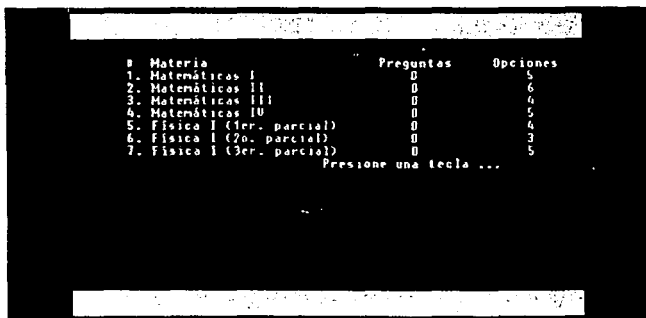 # Materia Preguntas Opciones
1. Matemáticas I 0 5
2. Matemáticas II 0 6
3. Matemáticas III 0 4
4. Matemáticas IV 0 5
5. Física I (1er. parcial) 0 4
6. Física I (2o. parcial) 0 3
7. Física I (3er. parcial) 0 5
Presione una tecla ...